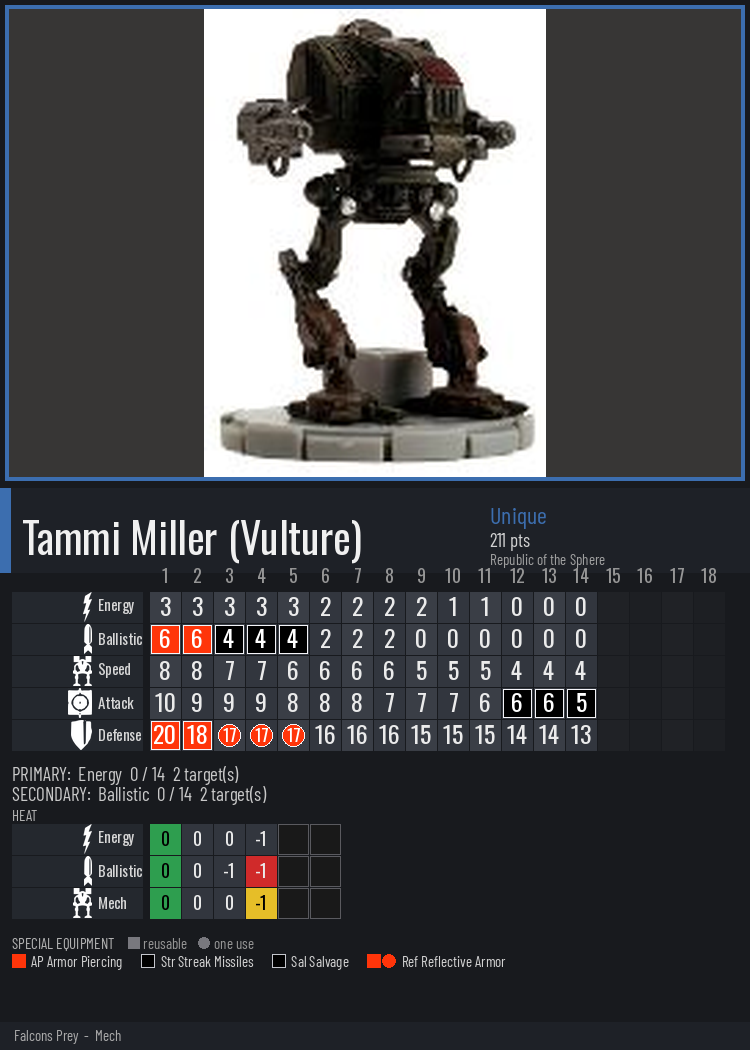 Tammi Miller (Vulture)
Unique
211 pts
Republic of the Sphere
1 2 3 4 5 6 7 8 9 10 11 12 13 14 15 16 17 18
Energy 3 3 3 3 3 2 2 2 2 1 1 0 0 0
Ballistic 6 6 4 4 4 2 2 2 0 0 0 0 0 0
Speed 8 8 7 7 6 6 6 6 5 5 5 4 4 4
Attack 10 9 9 9 8 8 8 7 7 7 6 6 6 5
Defense 20 18 17 17 17 16 16 16 15 15 15 14 14 13
PRIMARY: Energy 0 / 14 2 target(s)
SECONDARY: Ballistic 0 / 14 2 target(s)
HEAT
Energy 0 0 0 -1
Ballistic 0 0 -1 -1
Mech 0 0 0 -1
SPECIAL EQUIPMENT reusable one use
AP Armor Piercing Str Streak Missiles Sal Salvage Ref Reflective Armor
Falcons Prey - Mech